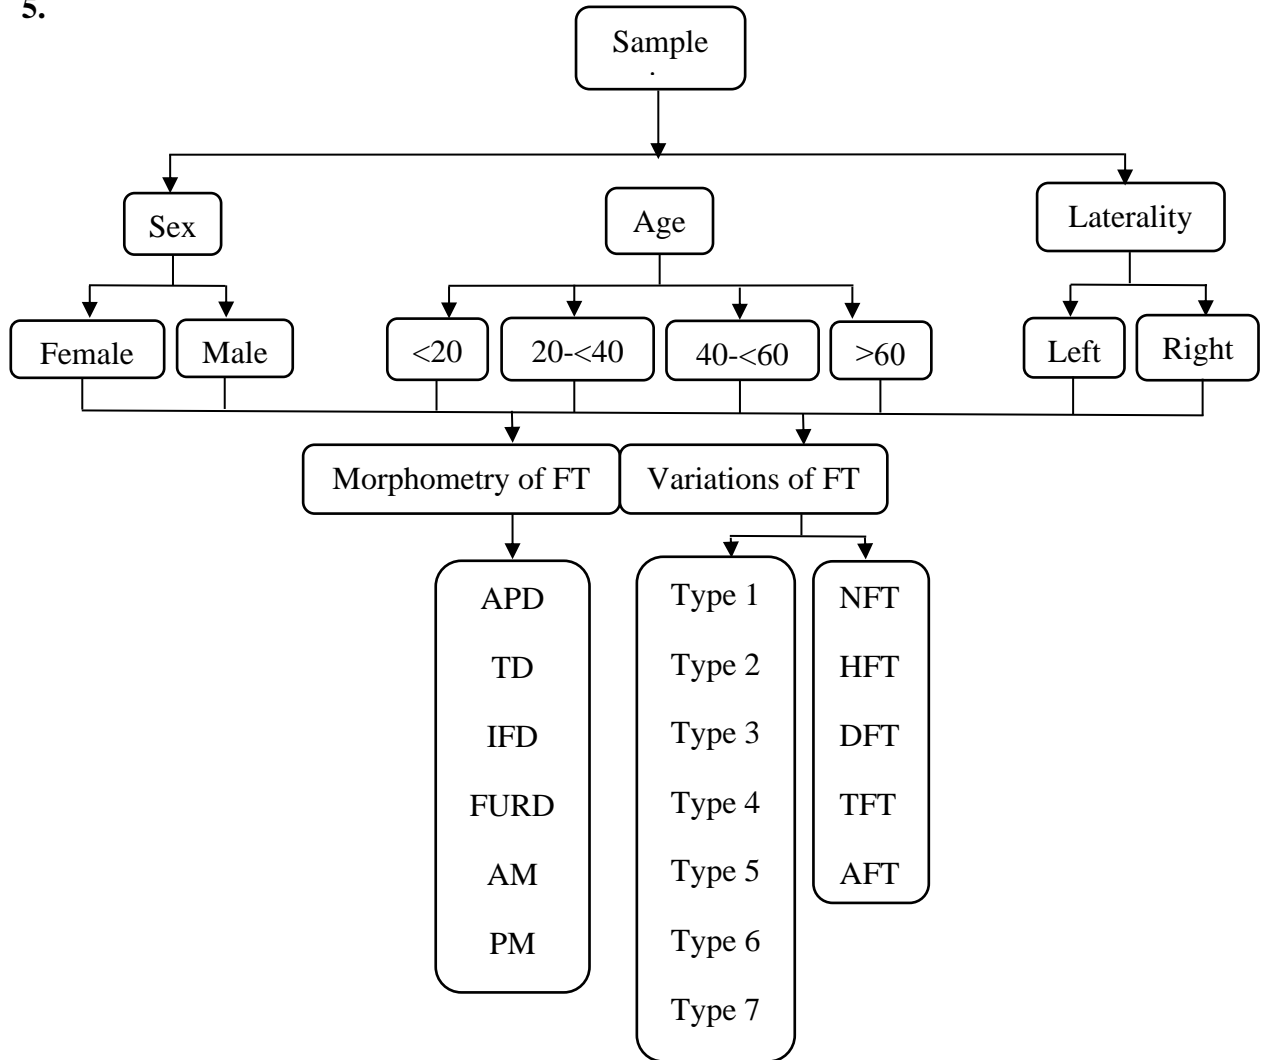 5.
Sample
.
Sex
Age
Laterality
Female
Male
<20
20-<40
40-<60
>60
Left
Right
Morphometry of FT
Variations of FT
APD
TD
IFD
FURD
AM
PM
Type 1
Type 2
Type 3
Type 4
Type 5
Type 6
Type 7
NFT
HFT
DFT
TFT
AFT